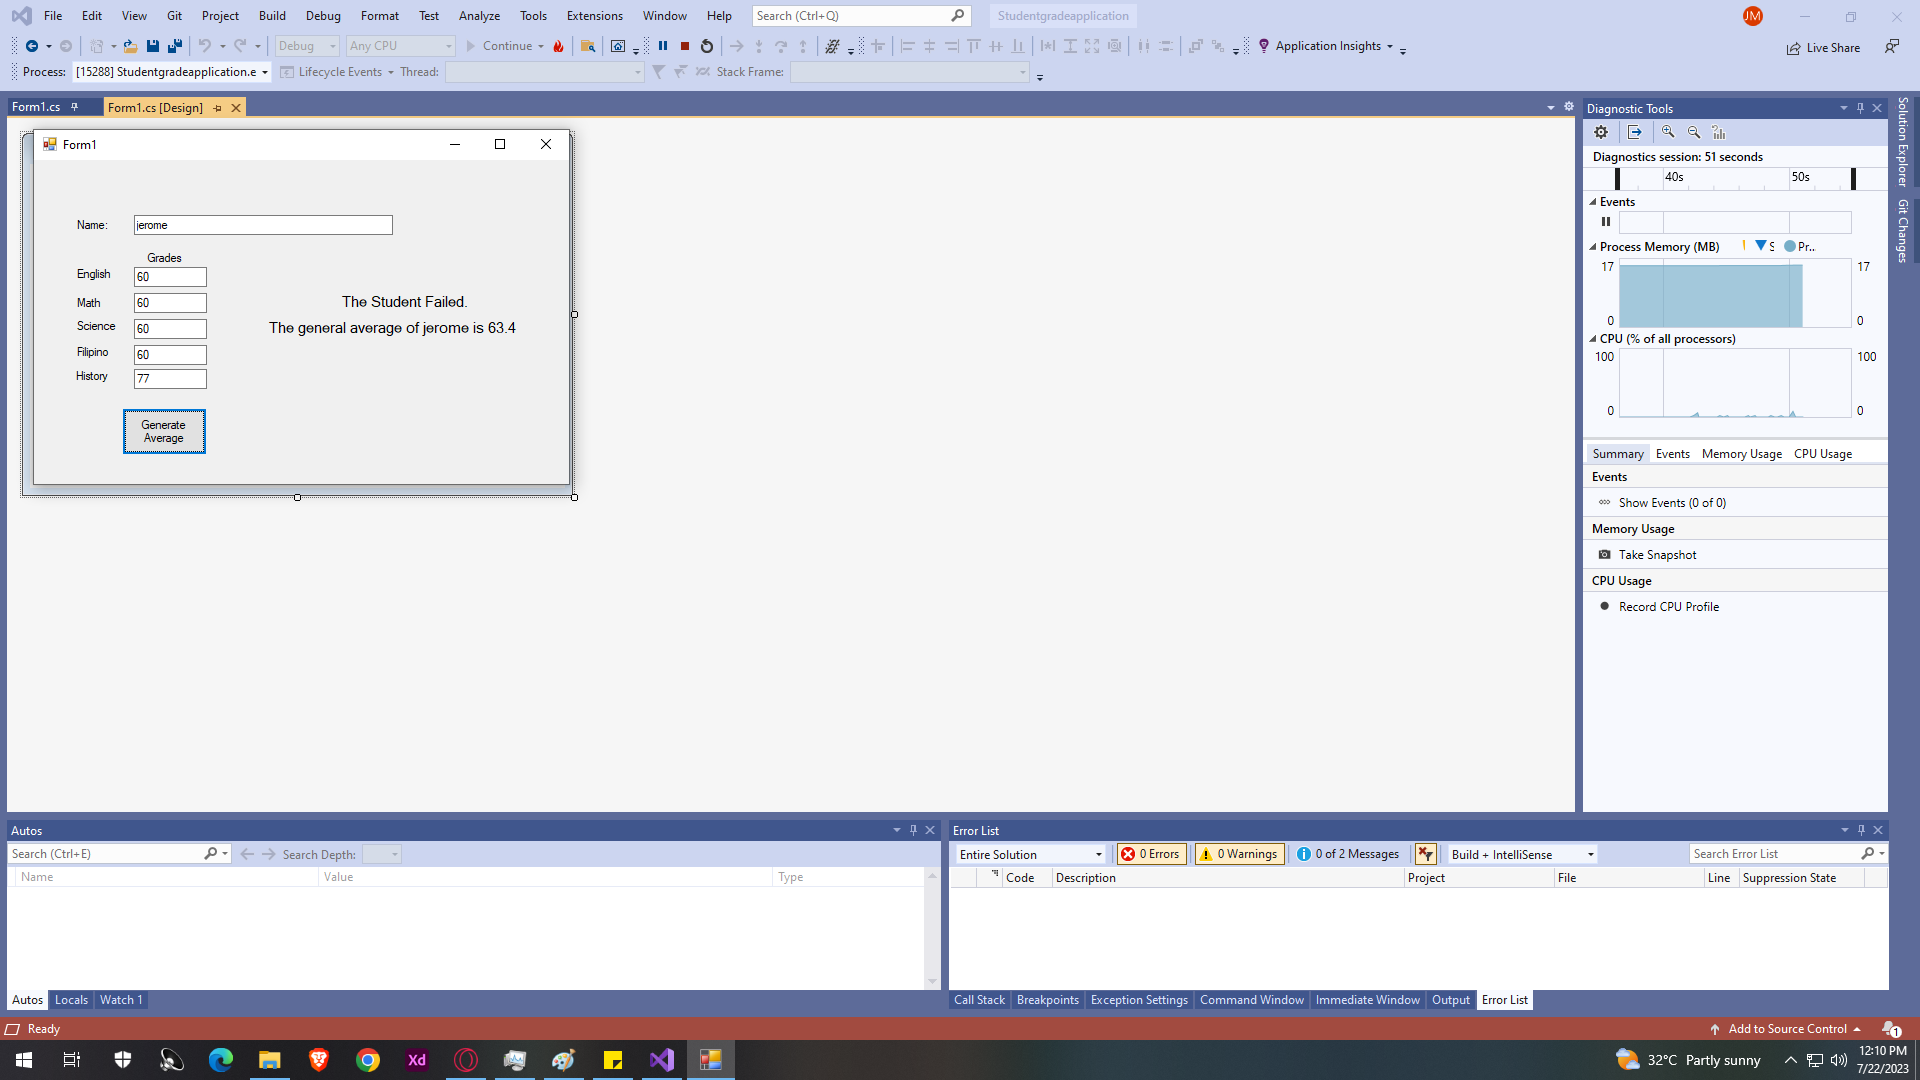 File Edit View Git Project Build Debug Format Test Analyze Tools Extensions Window Help Search (Ctrl+Q) Studentgradeapplication JM
Debug Any CPU Continue Application Insights Live Share
Process: [15288] Studentgradeapplication.e Lifecycle Events Thread: Stack Frame:
Form1.cs Form1.cs [Design]
Form1
Name: jerome
Grades
English 60
Math 60
Science 60
Filipino 60
History 77
The Student Failed.
The general average of jerome is 63.4
Generate
Average
Diagnostic Tools
Diagnostics session: 51 seconds
40s 50s
Events
Process Memory (MB) S Pr...
17 17
0 0
CPU (% of all processors)
100 100
0 0
Summary Events Memory Usage CPU Usage
Events
Show Events (0 of 0)
Memory Usage
Take Snapshot
CPU Usage
Record CPU Profile
Solution Explorer
Git Changes
Autos
Search (Ctrl+E) Search Depth:
Name Value Type
Autos Locals Watch 1
Error List
Entire Solution 0 Errors 0 Warnings 0 of 2 Messages Build + IntelliSense Search Error List
Code Description Project File Line Suppression State
Call Stack Breakpoints Exception Settings Command Window Immediate Window Output Error List
Ready Add to Source Control 1
Xd 32°C Partly sunny 12:10 PM
7/22/2023